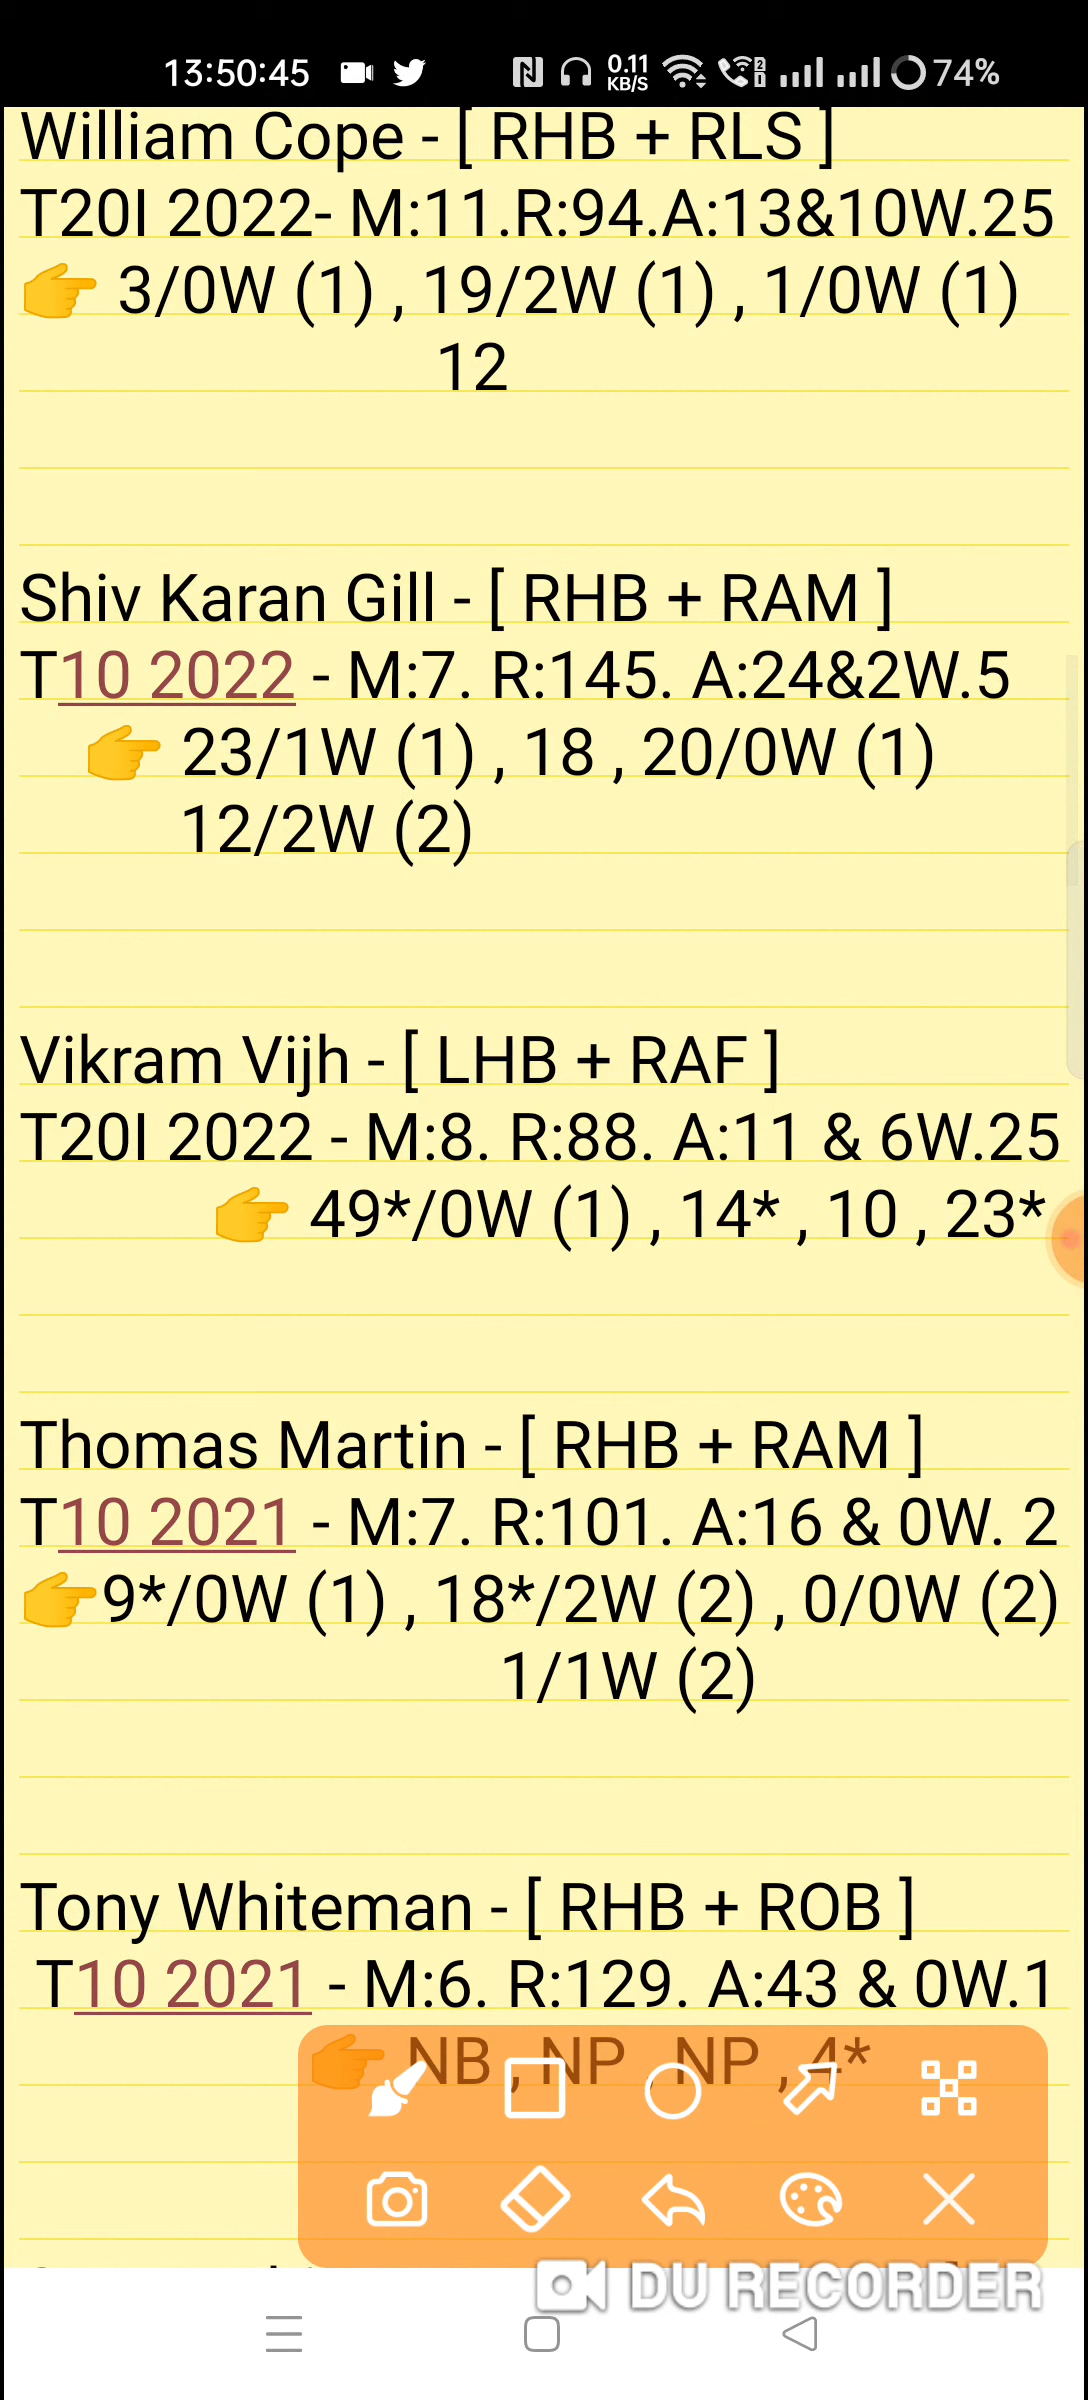 13:50:45 0.11 KB/S 74%
William Cope - [ RHB + RLS ]
T20I 2022- M:11.R:94.A:13&10W.25
👉 3/0W (1) , 19/2W (1) , 1/0W (1)
12
Shiv Karan Gill - [ RHB + RAM ]
T10 2022 - M:7. R:145. A:24&2W.5
👉 23/1W (1) , 18 , 20/0W (1)
12/2W (2)
Vikram Vijh - [ LHB + RAF ]
T20I 2022 - M:8. R:88. A:11 & 6W.25
👉 49*/0W (1) , 14* , 10 , 23*
Thomas Martin - [ RHB + RAM ]
T10 2021 - M:7. R:101. A:16 & 0W. 2
👉9*/0W (1) , 18*/2W (2) , 0/0W (2)
1/1W (2)
Tony Whiteman - [ RHB + ROB ]
T10 2021 - M:6. R:129. A:43 & 0W.1
👉 NB , NP , NP , 4*
DU RECORDER